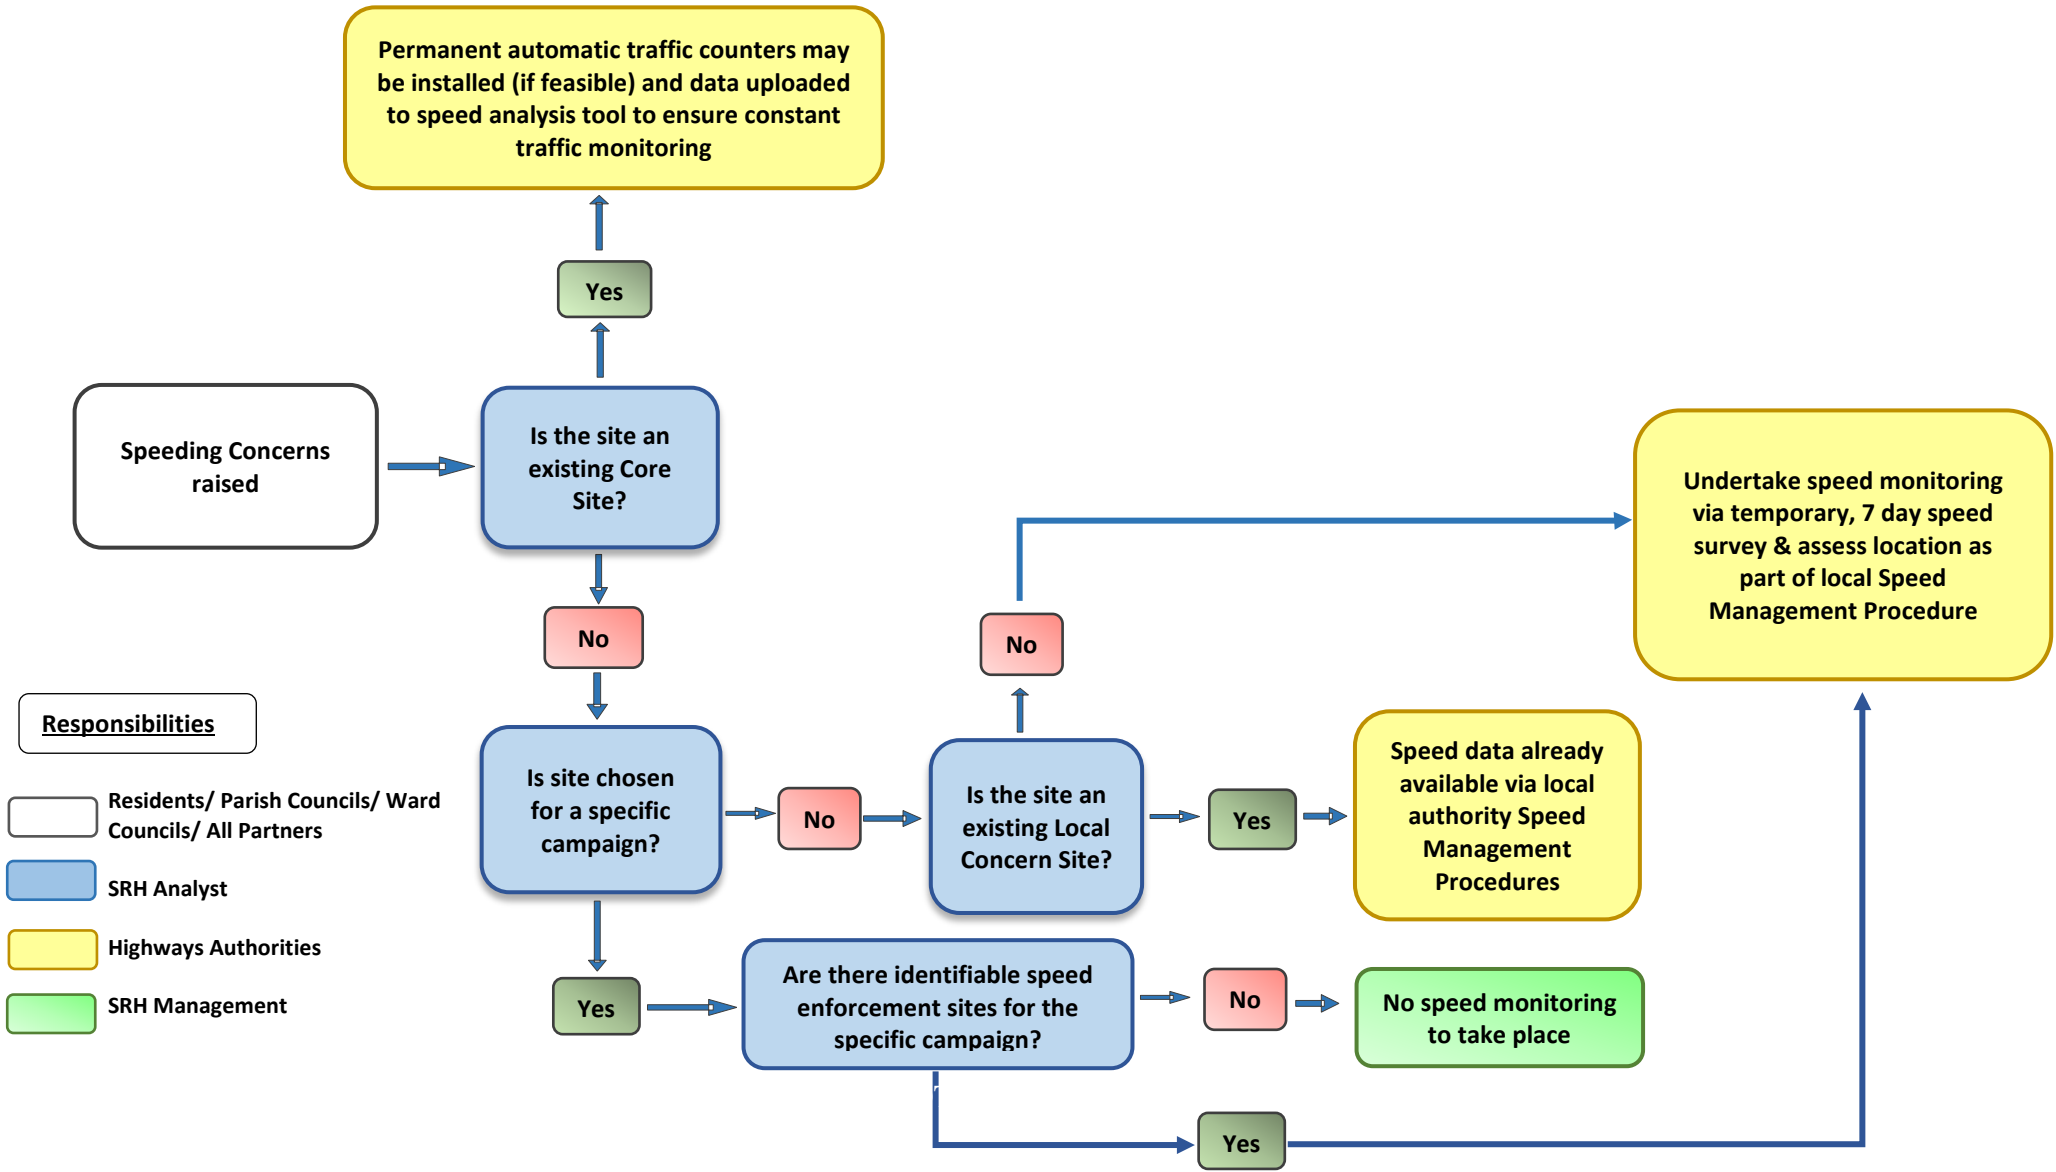 Permanent automatic traffic counters may
be installed (if feasible) and data uploaded
to speed analysis tool to ensure constant
traffic monitoring
Yes
Speeding Concerns
raised
Is the site an
existing Core
Site?
No
Is site chosen
for a specific
campaign?
No
Is the site an
existing Local
Concern Site?
No
Undertake speed monitoring
via temporary, 7 day speed
survey & assess location as
part of local Speed
Management Procedure
Yes
Speed data already
available via local
authority Speed
Management
Procedures
Yes
Are there identifiable speed
enforcement sites for the
specific campaign?
No
No speed monitoring
to take place
Yes
Responsibilities
Residents/ Parish Councils/ Ward
Councils/ All Partners
SRH Analyst
Highways Authorities
SRH Management